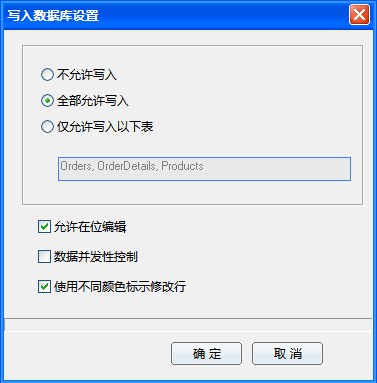 写入数据库设置
不允许写入
全部允许写入
仅允许写入以下表
Orders, OrderDetails, Products
允许在位编辑
数据并发性控制
使用不同颜色标示修改行
确 定
取 消